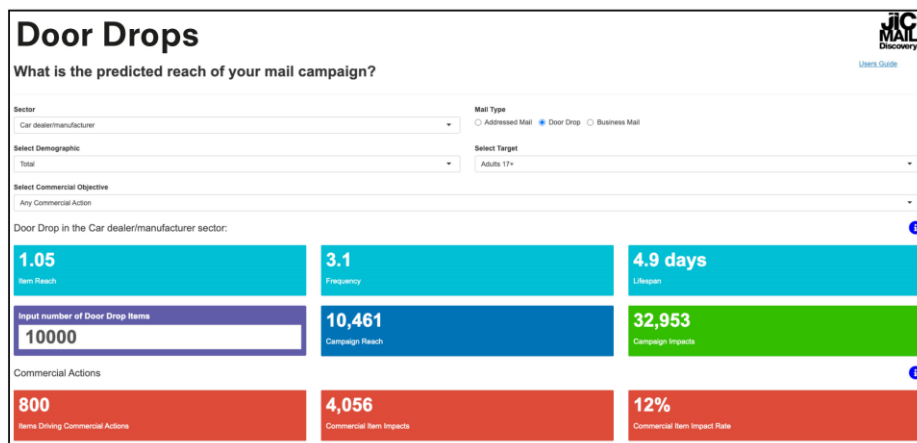 Door Drops
JiC
MAIL
Discovery
What is the predicted reach of your mail campaign?
Users Guide
Sector
Mail Type
Car dealer/manufacturer
Addressed Mail Door Drop Business Mail
Select Demographic
Select Target
Total
Adults 17+
Select Commercial Objective
Any Commercial Action
Door Drop in the Car dealer/manufacturer sector:
1.05
Item Reach
3.1
Frequency
4.9 days
Lifespan
Input number of Door Drop Items
10000
10,461
Campaign Reach
32,953
Campaign Impacts
Commercial Actions
800
Items Driving Commercial Actions
4,056
Commercial Item Impacts
12%
Commercial Item Impact Rate